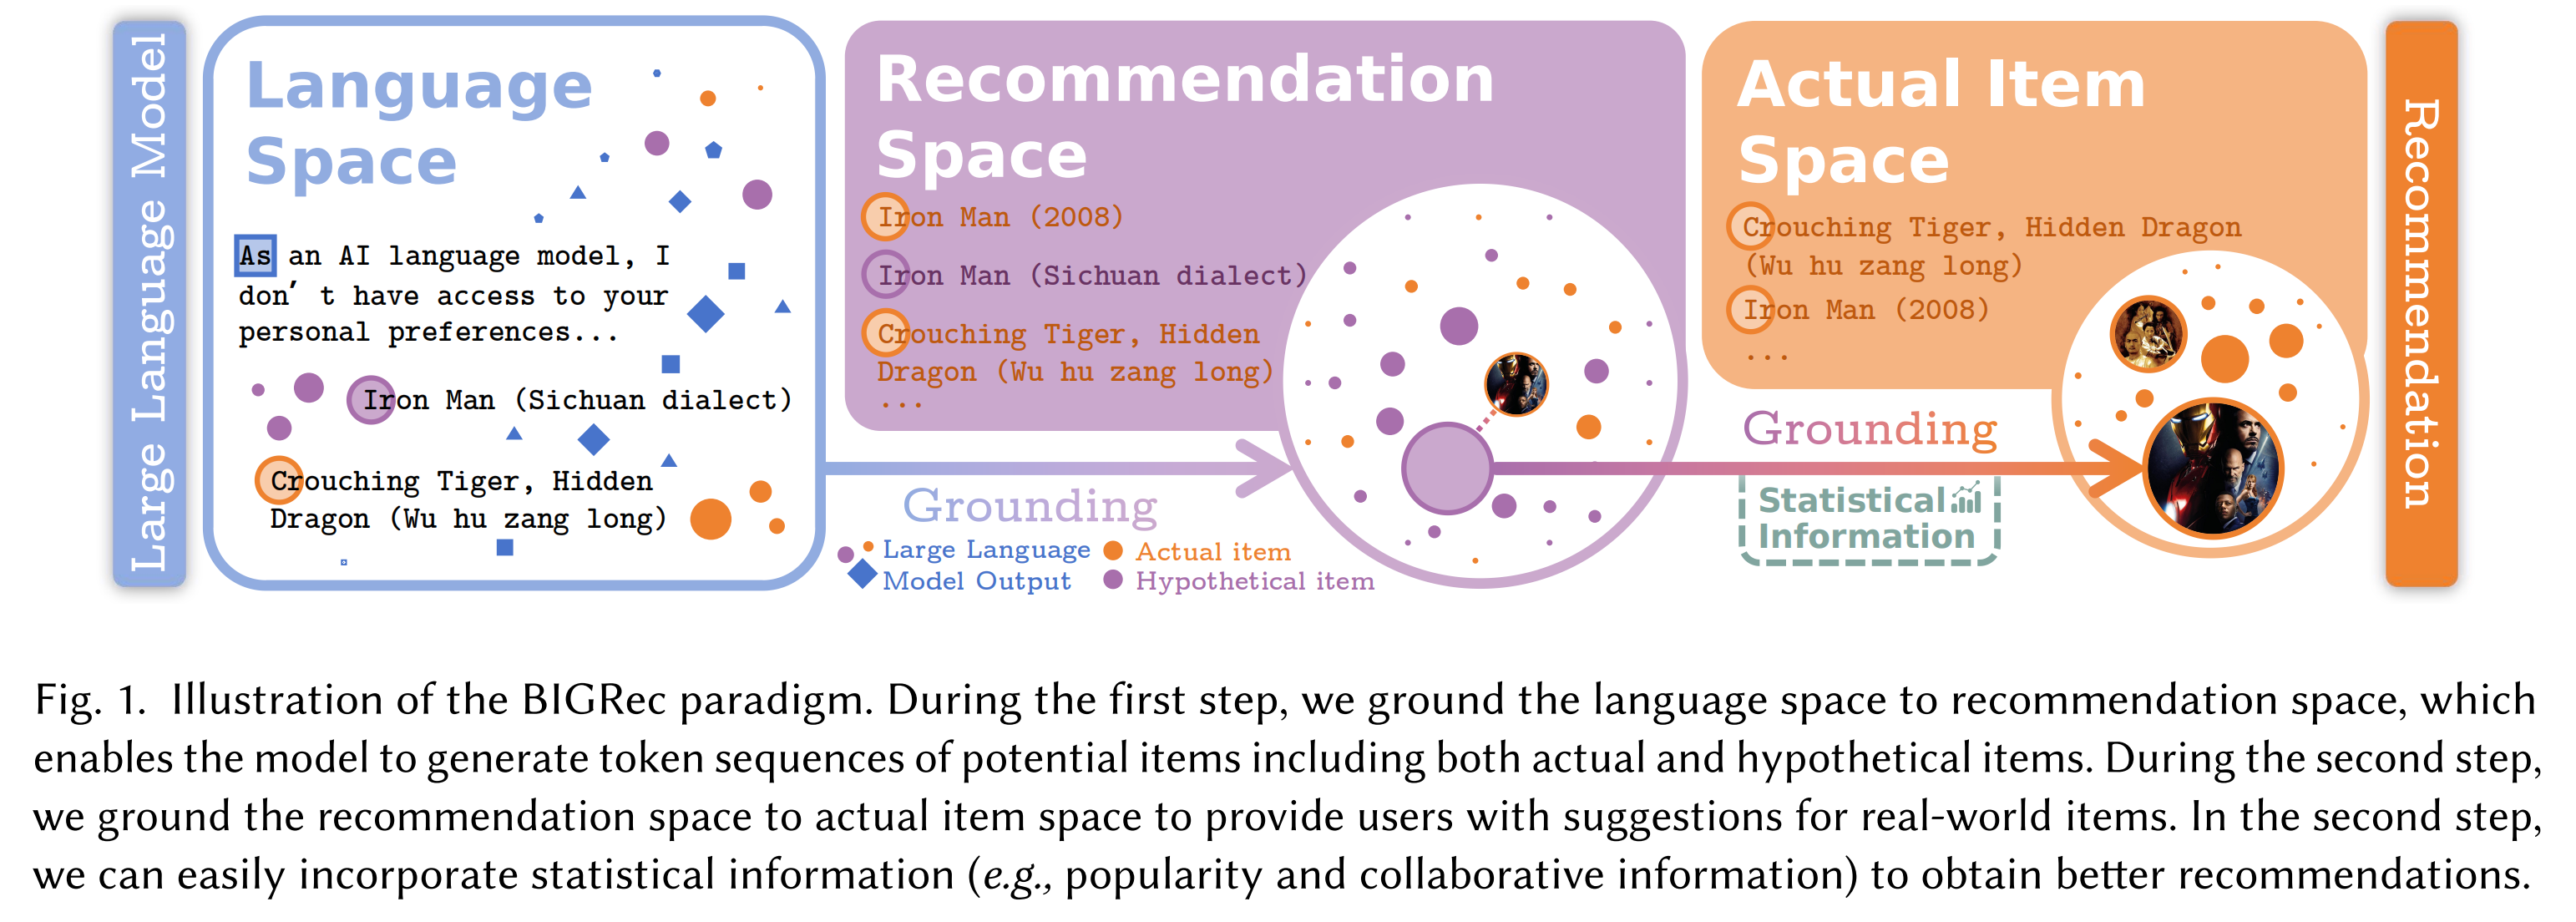 Large Language Model
Language
Space
As an AI language model, I
don't have access to your
personal preferences...
Iron Man (Sichuan dialect)
Crouching Tiger, Hidden
Dragon (Wu hu zang long)
Recommendation
Space
Iron Man (2008)
Iron Man (Sichuan dialect)
Crouching Tiger, Hidden
Dragon (Wu hu zang long)
...
Grounding
Large Language
Model Output
Actual item
Hypothetical item
Actual Item
Space
Crouching Tiger, Hidden Dragon
(Wu hu zang long)
Iron Man (2008)
...
Grounding
Statistical
Information
Recommendation
Fig. 1. Illustration of the BIGRec paradigm. During the first step, we ground the language space to recommendation space, which
enables the model to generate token sequences of potential items including both actual and hypothetical items. During the second step,
we ground the recommendation space to actual item space to provide users with suggestions for real-world items. In the second step,
we can easily incorporate statistical information (e.g., popularity and collaborative information) to obtain better recommendations.